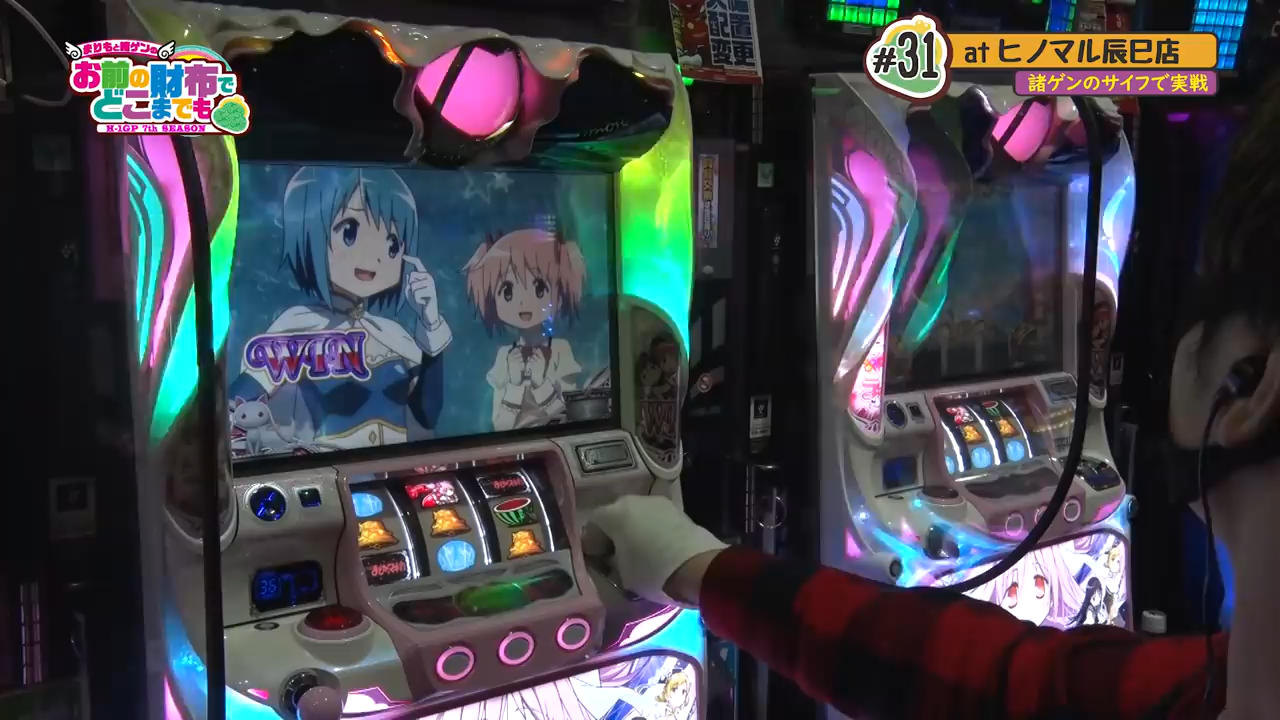 まりもと諸ゲンの
お前の財布で
どこまでも
H-1GP 7th SEASON
#31
at ヒノマル辰巳店
諸ゲンのサイフで実戦
配置
変更
WIN
36